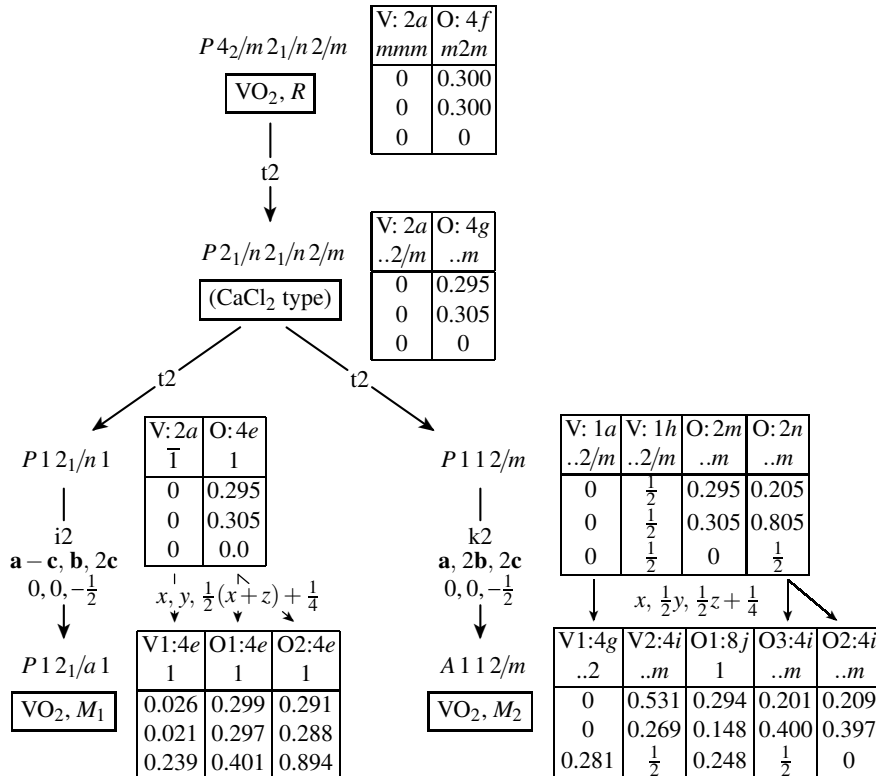 V: 2a O: 4f
P 4₂/m 2₁/n 2/m
mmm m2m
VO₂, R
0 0.300
0 0.300
0 0
t2
V: 2a O: 4g
P 2₁/n 2₁/n 2/m
..2/m ..m
(CaCl₂ type)
0 0.295
0 0.305
0 0
t2 t2
V: 2a O: 4e
P 1 2₁/n 1
1̅ 1
0 0.295
0 0.305
0 0.0
i2
a – c, b, 2c
0, 0, –1/2
x, y, 1/2(x + z) + 1/4
P 1 2₁/a 1
VO₂, M₁
V1:4e O1:4e O2:4e
1 1 1
0.026 0.299 0.291
0.021 0.297 0.288
0.239 0.401 0.894
P 1 1 2/m
V: 1a V: 1h O: 2m O: 2n
..2/m ..2/m ..m ..m
0 1/2 0.295 0.205
0 1/2 0.305 0.805
0 1/2 0 1/2
k2
a, 2b, 2c
0, 0, –1/2
x, 1/2y, 1/2z + 1/4
A 1 1 2/m
VO₂, M₂
V1:4g V2:4i O1:8j O3:4i O2:4i
..2 ..m 1 ..m ..m
0 0.531 0.294 0.201 0.209
0 0.269 0.148 0.400 0.397
0.281 1/2 0.248 1/2 0